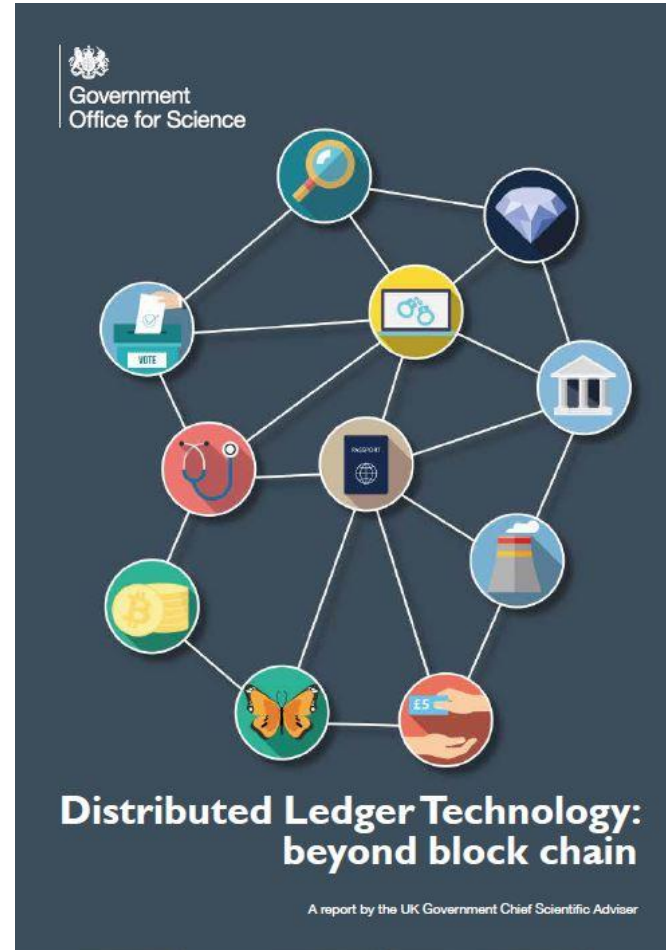 Government
Office for Science
VOTE
PASSPORT
£5
Distributed Ledger Technology:
beyond block chain
A report by the UK Government Chief Scientific Adviser